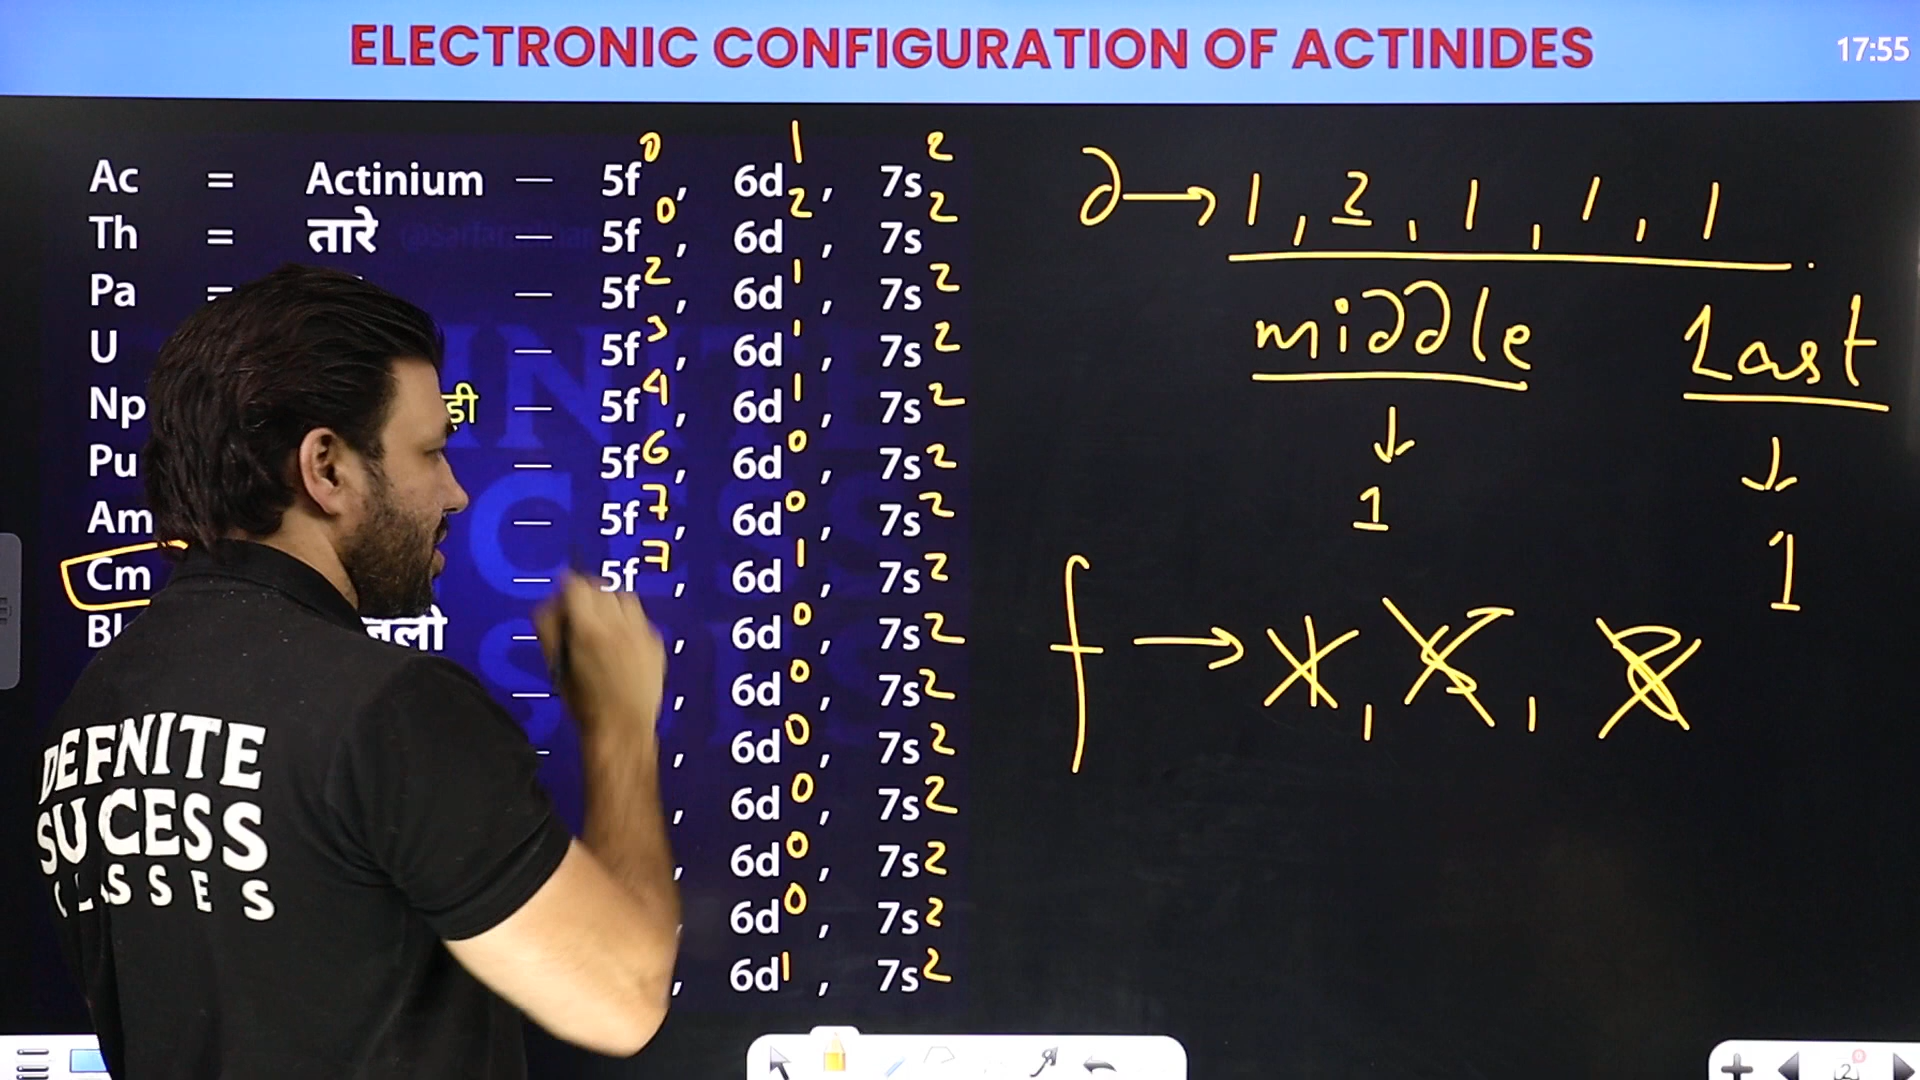 ELECTRONIC CONFIGURATION OF ACTINIDES
17:55
Ac = Actinium — 5f⁰, 6d¹, 7s²
Th = तारे — 5f⁰, 6d², 7s²
Pa = — 5f², 6d¹, 7s²
U — 5f³, 6d¹, 7s²
Np — 5f⁴, 6d¹, 7s²
Pu — 5f⁶, 6d⁰, 7s²
Am — 5f⁷, 6d⁰, 7s²
Cm — 5f⁷, 6d¹, 7s²
— , 6d⁰, 7s²
— , 6d⁰, 7s²
, 6d⁰, 7s²
, 6d⁰, 7s²
, 6d⁰, 7s²
6d⁰, 7s²
, 6d¹, 7s²
d → 1, 2, 1, 1, 1
middle Last
↓ ↓
1 1
f →
DEFINITE
SUCCESS
CLASSES